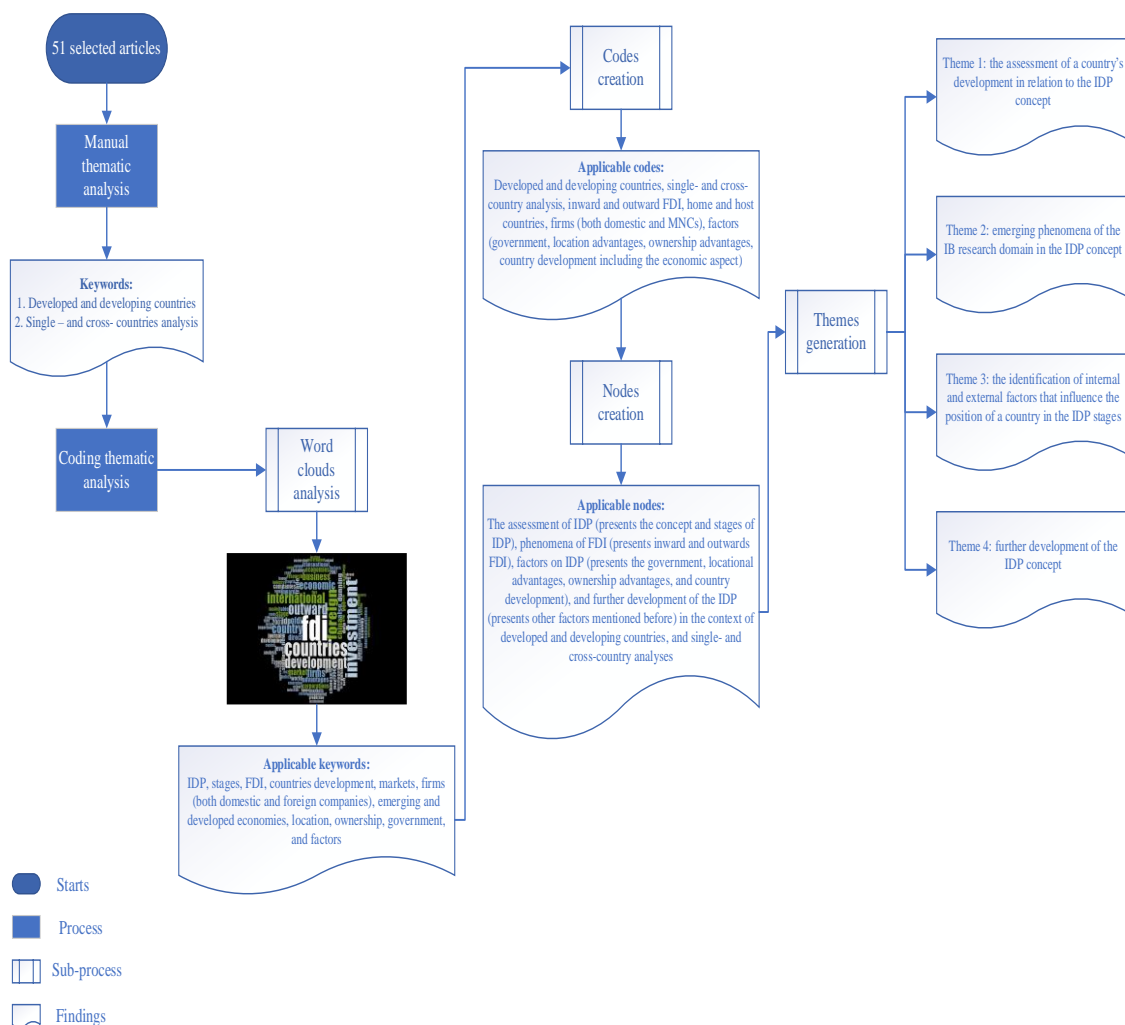 51 selected articles
Manual
thematic
analysis
Keywords:
1. Developed and developing countries
2. Single – and cross- countries analysis
Coding thematic
analysis
Word
clouds
analysis
business
economic
international
outward
foreign
investment
country
fdi
countries
development
market
firms
Applicable keywords:
IDP, stages, FDI, countries development, markets, firms
(both domestic and foreign companies), emerging and
developed economies, location, ownership, government,
and factors
Codes
creation
Applicable codes:
Developed and developing countries, single- and cross-
country analysis, inward and outward FDI, home and host
countries, firms (both domestic and MNCs), factors
(government, location advantages, ownership advantages,
country development including the economic aspect)
Nodes
creation
Applicable nodes:
The assessment of IDP (presents the concept and stages of
IDP), phenomena of FDI (presents inward and outwards
FDI), factors on IDP (presents the government, locational
advantages, ownership advantages, and country
development), and further development of the IDP
(presents other factors mentioned before) in the context of
developed and developing countries, and single- and
cross-country analyses
Themes
generation
Theme 1: the assessment of a country's
development in relation to the IDP
concept
Theme 2: emerging phenomena of the
IB research domain in the IDP concept
Theme 3: the identification of internal
and external factors that influence the
position of a country in the IDP stages
Theme 4: further development of the
IDP concept
Starts
Process
Sub-process
Findings